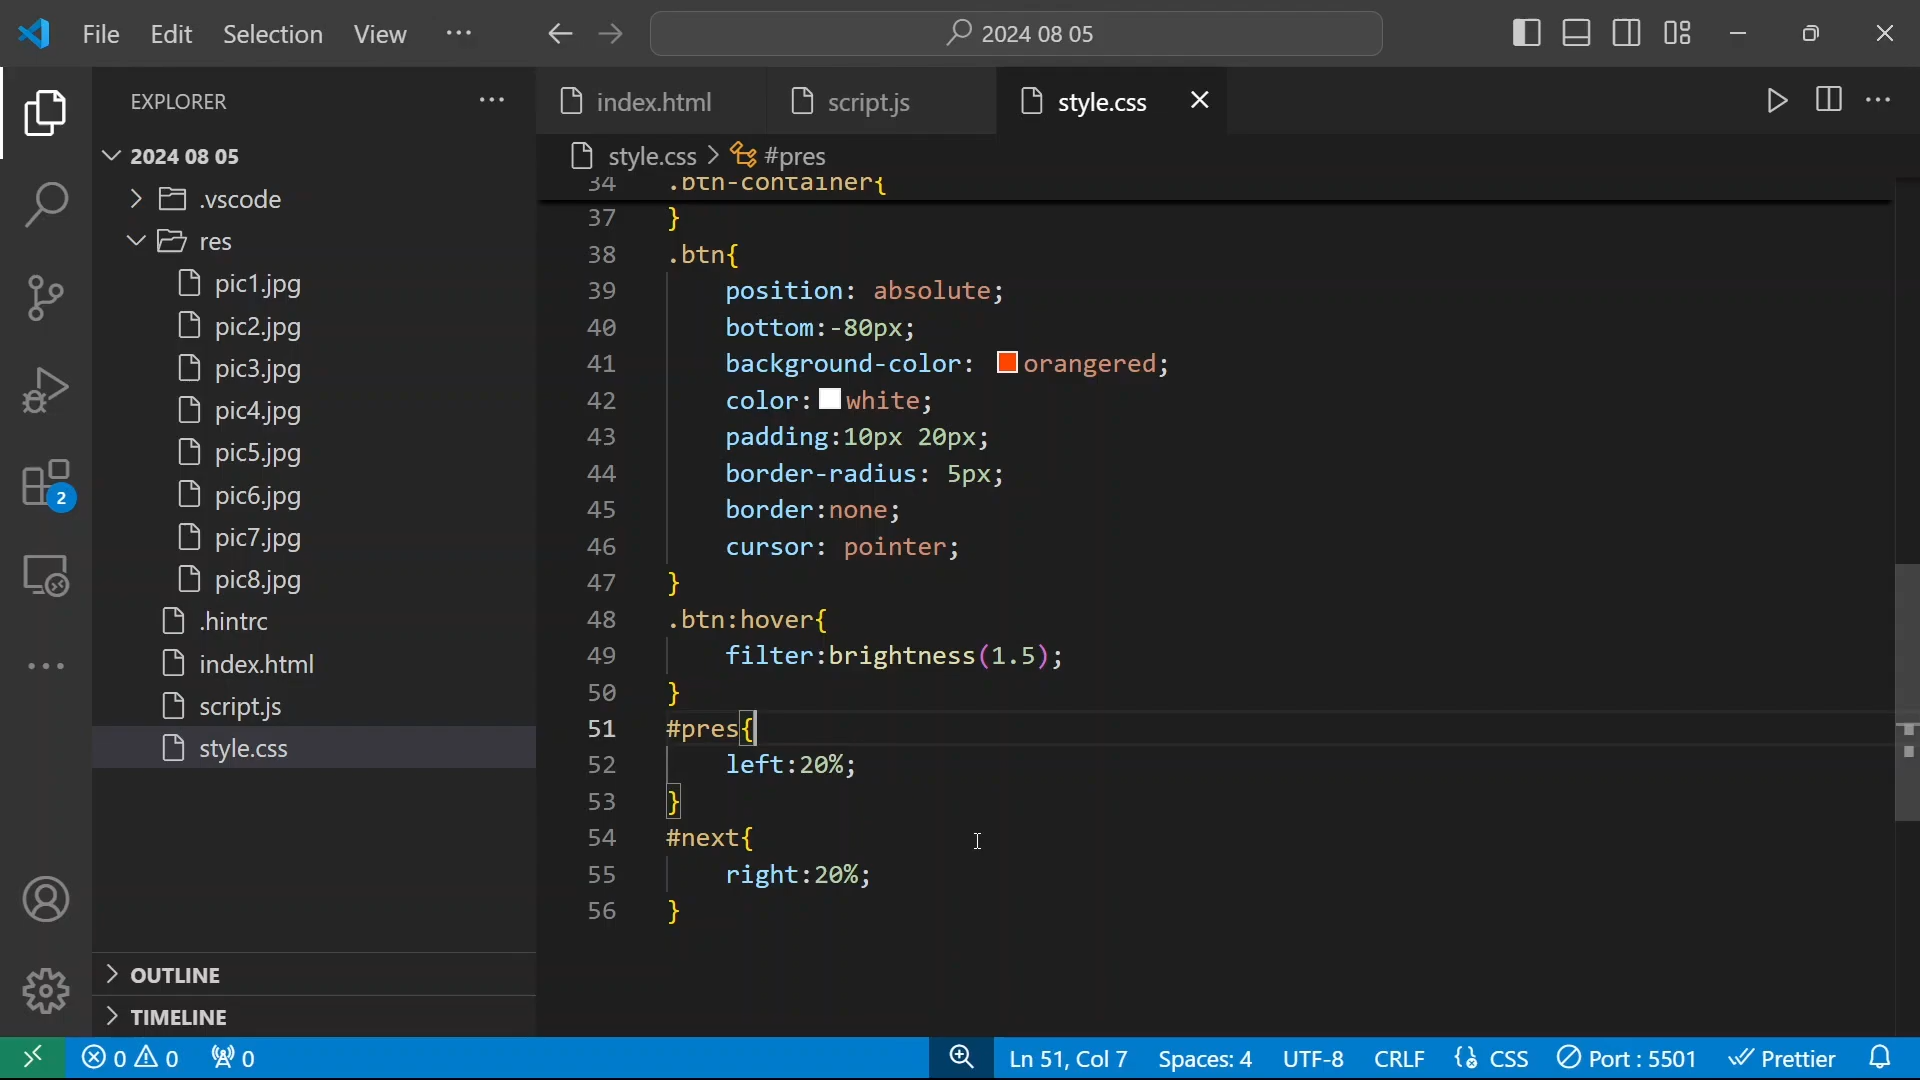 File Edit Selection View ... 2024 08 05
EXPLORER ...
index.html script.js style.css
style.css > #pres
2024 08 05
.vscode
res
pic1.jpg
pic2.jpg
pic3.jpg
pic4.jpg
pic5.jpg
pic6.jpg
pic7.jpg
pic8.jpg
.hintrc
index.html
script.js
style.css
OUTLINE
TIMELINE
2
34 .btn-container{
37 }
38 .btn{
39 position: absolute;
40 bottom:-80px;
41 background-color: orangered;
42 color:white;
43 padding:10px 20px;
44 border-radius: 5px;
45 border:none;
46 cursor: pointer;
47 }
48 .btn:hover{
49 filter:brightness(1.5);
50 }
51 #pres{
52 left:20%;
53 }
54 #next{
55 right:20%;
56 }
0 0 0 Ln 51, Col 7 Spaces: 4 UTF-8 CRLF {} CSS Port : 5501 Prettier